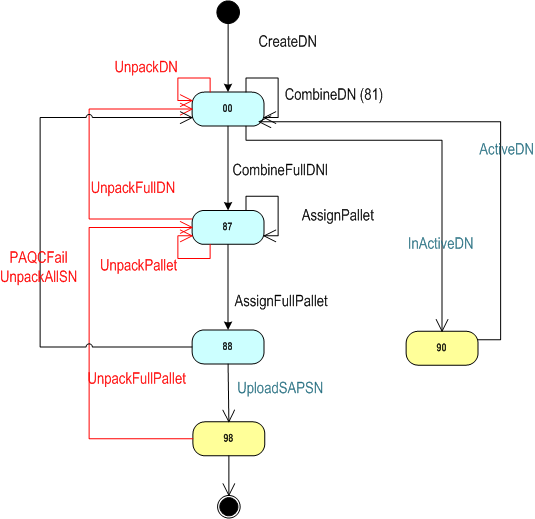 CreateDN
UnpackDN
CombineDN (81)
00
ActiveDN
CombineFullDNl
UnpackFullDN
AssignPallet
87
InActiveDN
PAQCFail
UnpackAllSN
UnpackPallet
AssignFullPallet
88
90
UnpackFullPallet
UploadSAPSN
98